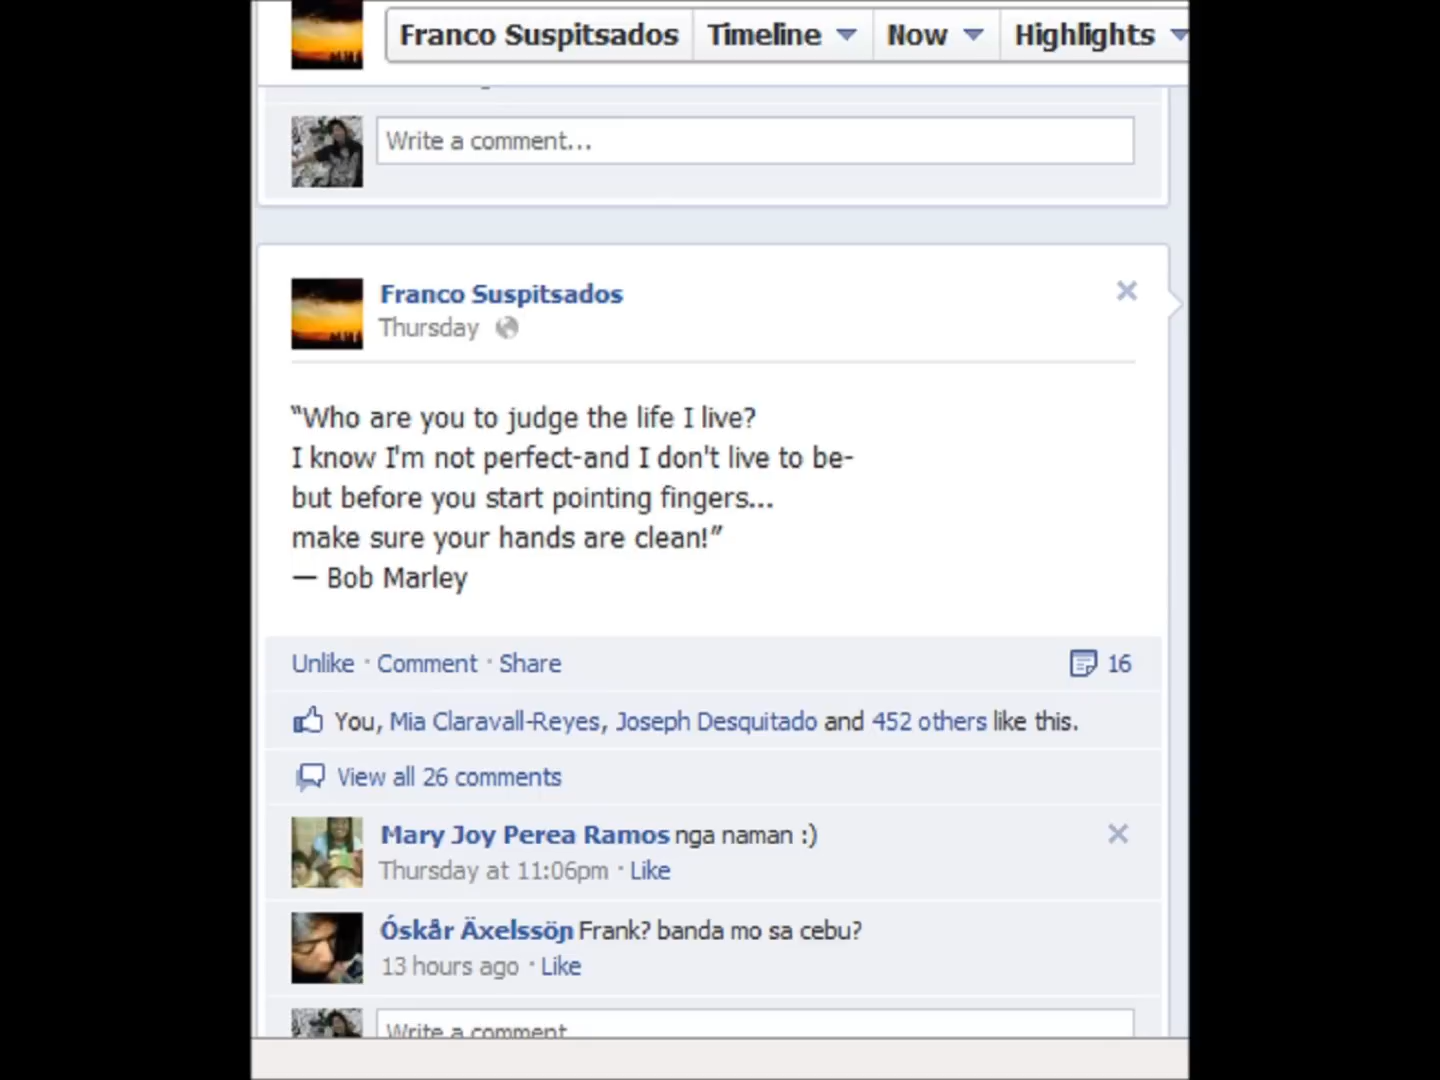 Franco Suspitsados Timeline Now Highlights
Write a comment...
Franco Suspitsados
Thursday
“Who are you to judge the life I live?
I know I'm not perfect-and I don't live to be-
but before you start pointing fingers...
make sure your hands are clean!”
— Bob Marley
Unlike · Comment · Share 16
You, Mia Claravall-Reyes, Joseph Desquitado and 452 others like this.
View all 26 comments
Mary Joy Perea Ramos nga naman :)
Thursday at 11:06pm · Like
Óskår Äxelssön Frank? banda mo sa cebu?
13 hours ago · Like
Write a comment